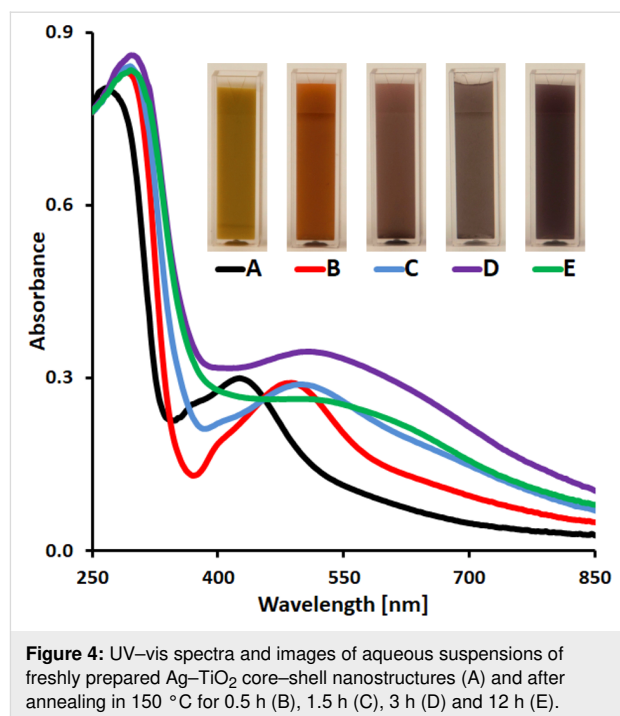 0.9
0.6
0.3
0.0
Absorbance
A B C D E
250 400 550 700 850
Wavelength [nm]
Figure 4: UV–vis spectra and images of aqueous suspensions of
freshly prepared Ag–TiO₂ core–shell nanostructures (A) and after
annealing in 150 °C for 0.5 h (B), 1.5 h (C), 3 h (D) and 12 h (E).